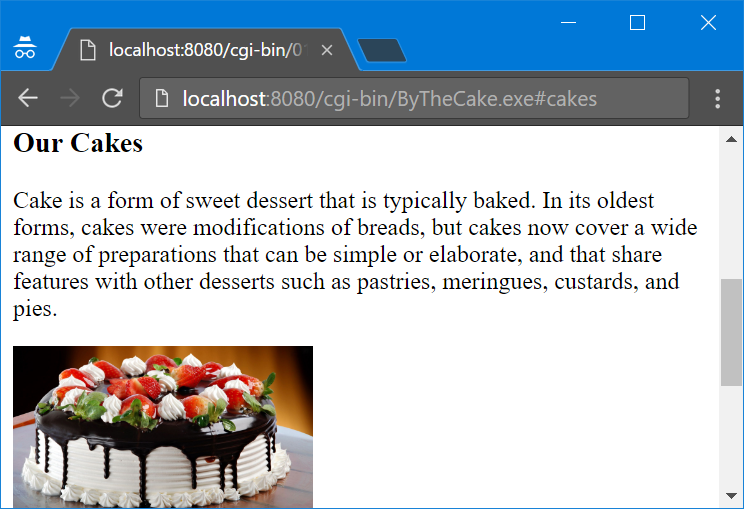 localhost:8080/cgi-bin/0
localhost:8080/cgi-bin/ByTheCake.exe#cakes
Our Cakes
Cake is a form of sweet dessert that is typically baked. In its oldest
forms, cakes were modifications of breads, but cakes now cover a wide
range of preparations that can be simple or elaborate, and that share
features with other desserts such as pastries, meringues, custards, and
pies.